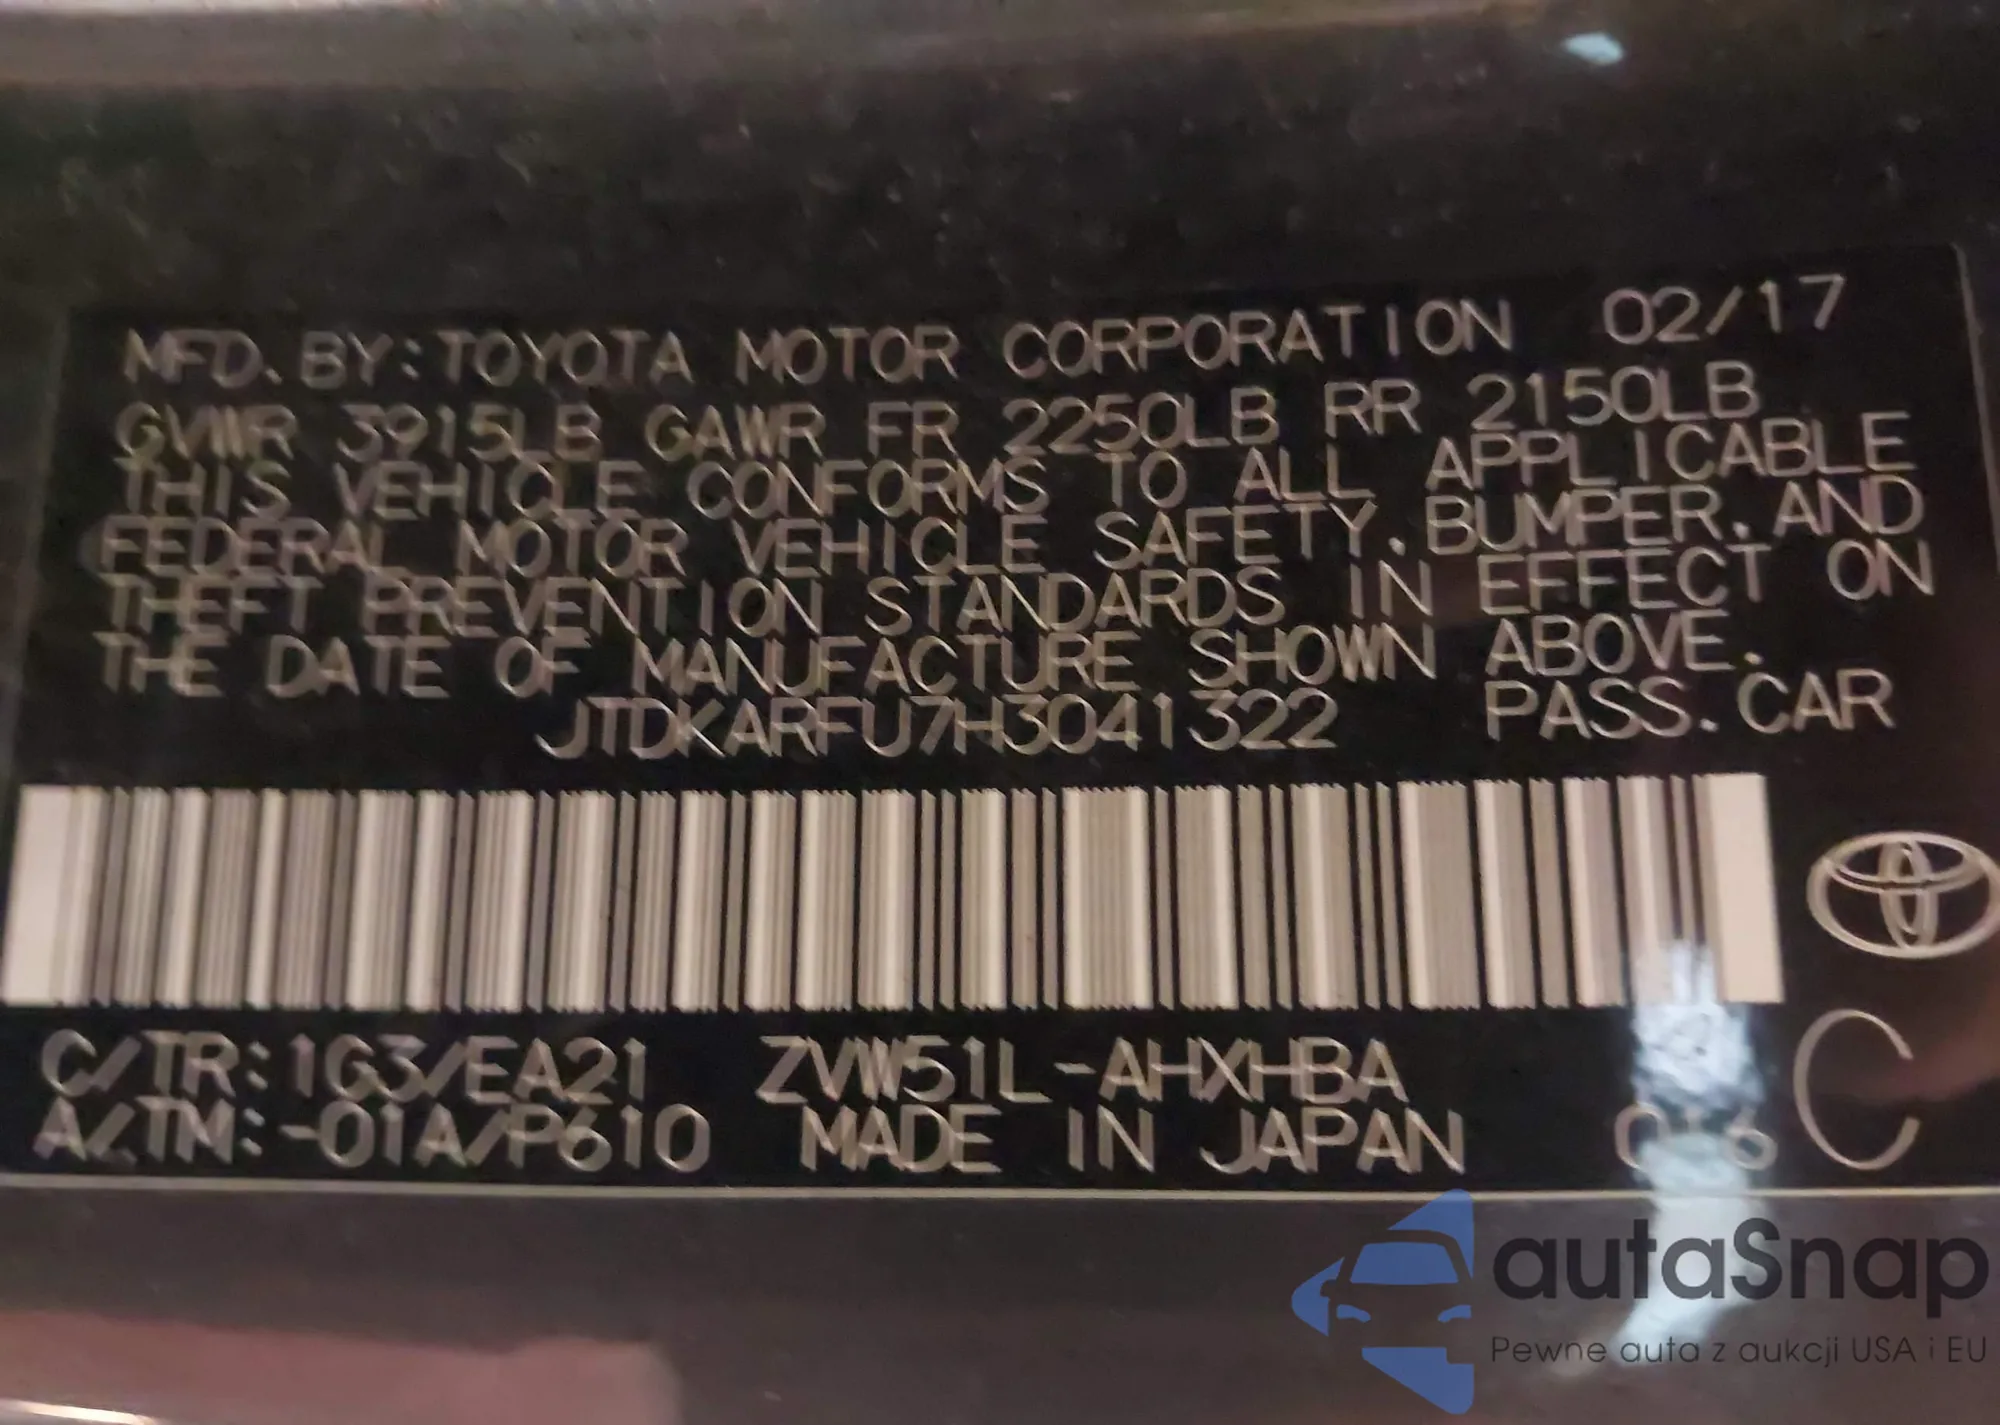 MFD. BY: TOYOTA MOTOR CORPORATION 02/17
GVWR 3915LB GAWR FR 2250LB RR 2150LB
THIS VEHICLE CONFORMS TO ALL APPLICABLE
FEDERAL MOTOR VEHICLE SAFETY, BUMPER, AND
THEFT PREVENTION STANDARDS IN EFFECT ON
THE DATE OF MANUFACTURE SHOWN ABOVE.
JTDKARFU7H3041322 PASS. CAR
C/TR: 1G3/EA21 ZVW51L-AHXHBA
A/TM: -01A/P610 MADE IN JAPAN C
autaSnap
Pewne auta z aukcji USA i EU